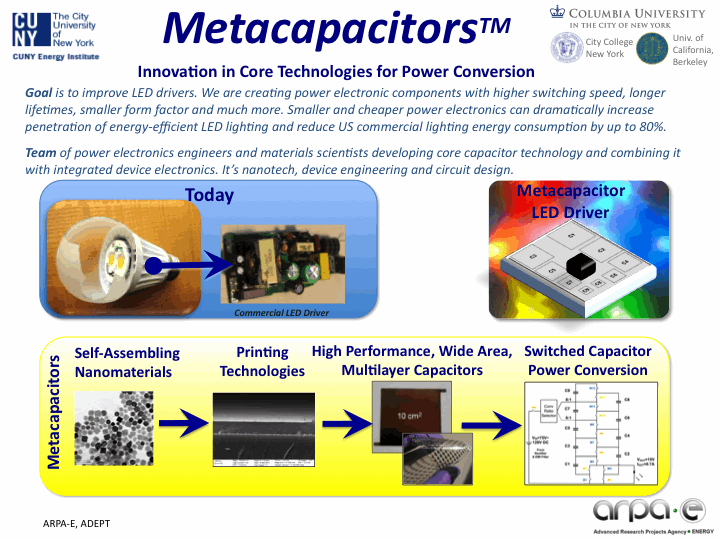 CU NY The City University of New York
CUNY Energy Institute
Metacapacitors™
COLUMBIA UNIVERSITY
IN THE CITY OF NEW YORK
City College
New York
Univ. of
California,
Berkeley
Innovation in Core Technologies for Power Conversion
Goal is to improve LED drivers. We are creating power electronic components with higher switching speed, longer
lifetimes, smaller form factor and much more. Smaller and cheaper power electronics can dramatically increase
penetration of energy-efficient LED lighting and reduce US commercial lighting energy consumption by up to 80%.
Team of power electronics engineers and materials scientists developing core capacitor technology and combining it
with integrated device electronics. It's nanotech, device engineering and circuit design.
Today
Commercial LED Driver
Metacapacitor
LED Driver
C1
Metacapacitors
Self-Assembling
Nanomaterials
Printing
Technologies
High Performance, Wide Area,
Multilayer Capacitors
10 cm²
Switched Capacitor
Power Conversion
ARPA-E, ADEPT
arpa·e
Advanced Research Projects Agency • ENERGY